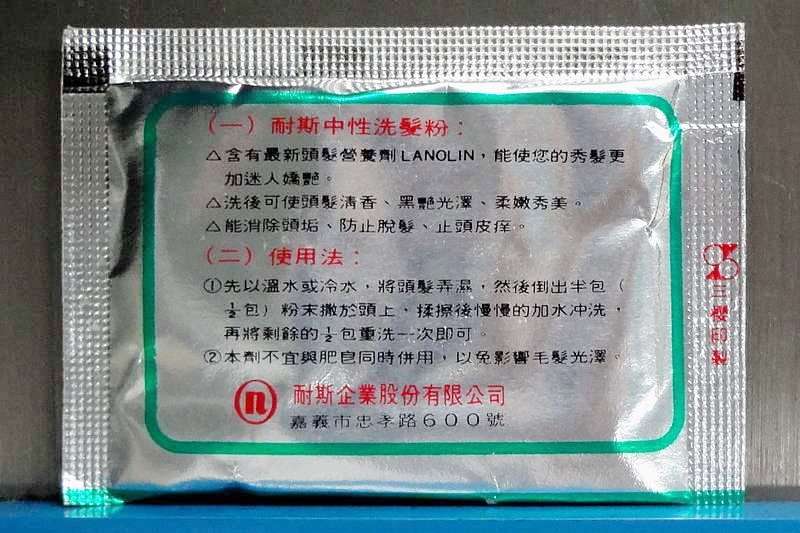 (一) 耐斯中性洗髮粉：
△含有最新頭髮營養劑LANOLIN，能使您的秀髮更
加迷人嬌艷。
△洗後可使頭髮清香、黑艷光澤、柔嫩秀美。
△能消除頭垢、防止脫髮、止頭皮痒。
(二) 使用法：
①先以溫水或冷水，將頭髮弄濕，然後倒出半包（
½包）粉末撒於頭上、揉擦後慢慢的加水冲洗，
再將剩餘的½包重洗一次即可。
②本劑不宜與肥皂同時併用，以免影響毛髮光澤。
n
耐斯企業股份有限公司
嘉義市忠孝路600號